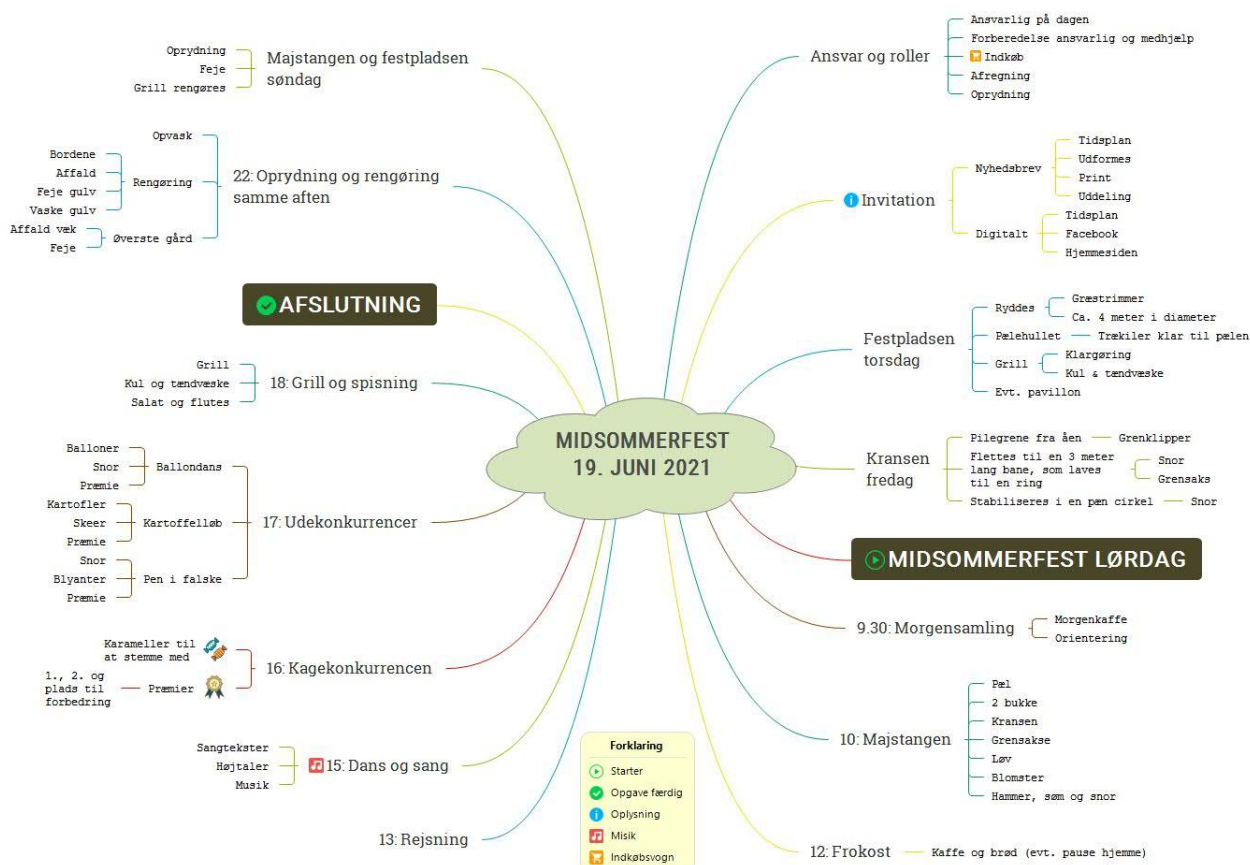 MIDSOMMERFEST
19. JUNI 2021
Ansvar og roller
Ansvarlig på dagen
Forberedelse ansvarlig og medhjælp
Indkøb
Afregning
Oprydning
Invitation
Nyhedsbrev
Tidsplan
Udformes
Print
Uddeling
Digitalt
Tidsplan
Facebook
Hjemmesiden
Festpladsen
torsdag
Ryddes
Græstrimmer
Ca. 4 meter i diameter
Pælehullet
Trækiler klar til pælen
Grill
Klargøring
Kul & tændvæske
Evt. pavillon
Kransen
fredag
Pilegrene fra åen
Grenklipper
Flettes til en 3 meter
lang bane, som laves
til en ring
Snor
Grensaks
Stabiliseres i en pæn cirkel
Snor
MIDSOMMERFEST LØRDAG
9.30: Morgensamling
Morgenkaffe
Orientering
10: Majstangen
Pæl
2 bukke
Kransen
Grensakse
Løv
Blomster
Hammer, søm og snor
12: Frokost
Kaffe og brød (evt. pause hjemme)
13: Rejsning
15: Dans og sang
Sangtekster
Højtaler
Musik
16: Kagekonkurrencen
Karameller til
at stemme med
Præmier
1., 2. og
plads til
forbedring
17: Udekonkurrencer
Ballondans
Balloner
Snor
Præmie
Kartoffelløb
Kartofler
Skeer
Præmie
Pen i falske
Snor
Blyanter
Præmie
18: Grill og spisning
Grill
Kul og tændvæske
Salat og flutes
AFSLUTNING
22: Oprydning og rengøring
samme aften
Opvask
Rengøring
Bordene
Affald
Feje gulv
Vaske gulv
Øverste gård
Affald væk
Feje
Majstangen og festpladsen
søndag
Oprydning
Feje
Grill rengøres
Forklaring
Starter
Opgave færdig
Oplysning
Misik
Indkøbsvogn